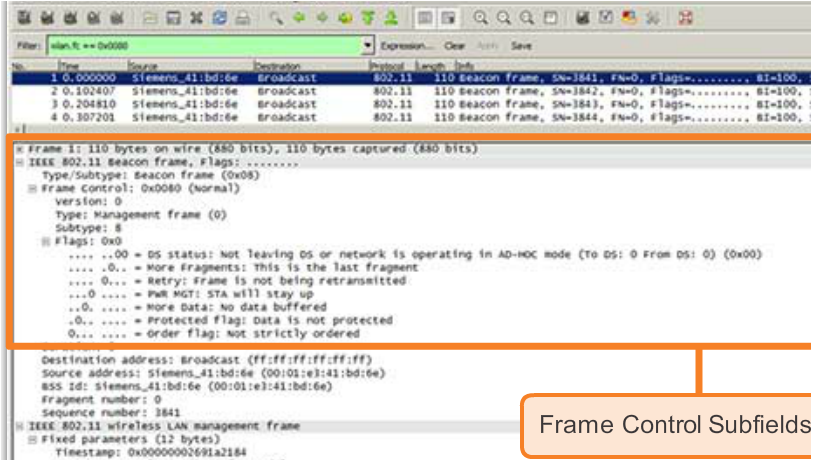 Filter: wlan.fc == 0x0080 Expression... Clear Apply Save
No. Time Source Destination Protocol Length Info
1 0.000000 Siemens_41:bd:6e Broadcast 802.11 110 Beacon frame, SN=3841, FN=0, Flags=........, BI=100,
2 0.102407 Siemens_41:bd:6e Broadcast 802.11 110 Beacon frame, SN=3842, FN=0, Flags=........, BI=100,
3 0.204810 Siemens_41:bd:6e Broadcast 802.11 110 Beacon frame, SN=3843, FN=0, Flags=........, BI=100,
4 0.307201 Siemens_41:bd:6e Broadcast 802.11 110 Beacon frame, SN=3844, FN=0, Flags=........, BI=100,
Frame 1: 110 bytes on wire (880 bits), 110 bytes captured (880 bits)
IEEE 802.11 Beacon frame, Flags: ........
Type/Subtype: Beacon frame (0x08)
Frame Control: 0x0080 (Normal)
Version: 0
Type: Management frame (0)
Subtype: 8
Flags: 0x0
.... ..00 = DS status: Not leaving DS or network is operating in AD-HOC mode (To DS: 0 From DS: 0) (0x00)
.... .0.. = More Fragments: This is the last fragment
.... 0... = Retry: Frame is not being retransmitted
...0 .... = PWR MGT: STA will stay up
..0. .... = More Data: No data buffered
.0.. .... = Protected flag: Data is not protected
0... .... = Order flag: Not strictly ordered
Destination address: Broadcast (ff:ff:ff:ff:ff:ff)
Source address: Siemens_41:bd:6e (00:01:e3:41:bd:6e)
BSS Id: Siemens_41:bd:6e (00:01:e3:41:bd:6e)
Fragment number: 0
Sequence number: 3841
IEEE 802.11 wireless LAN management frame
Fixed parameters (12 bytes)
Timestamp: 0x00000002691a2184
Frame Control Subfields